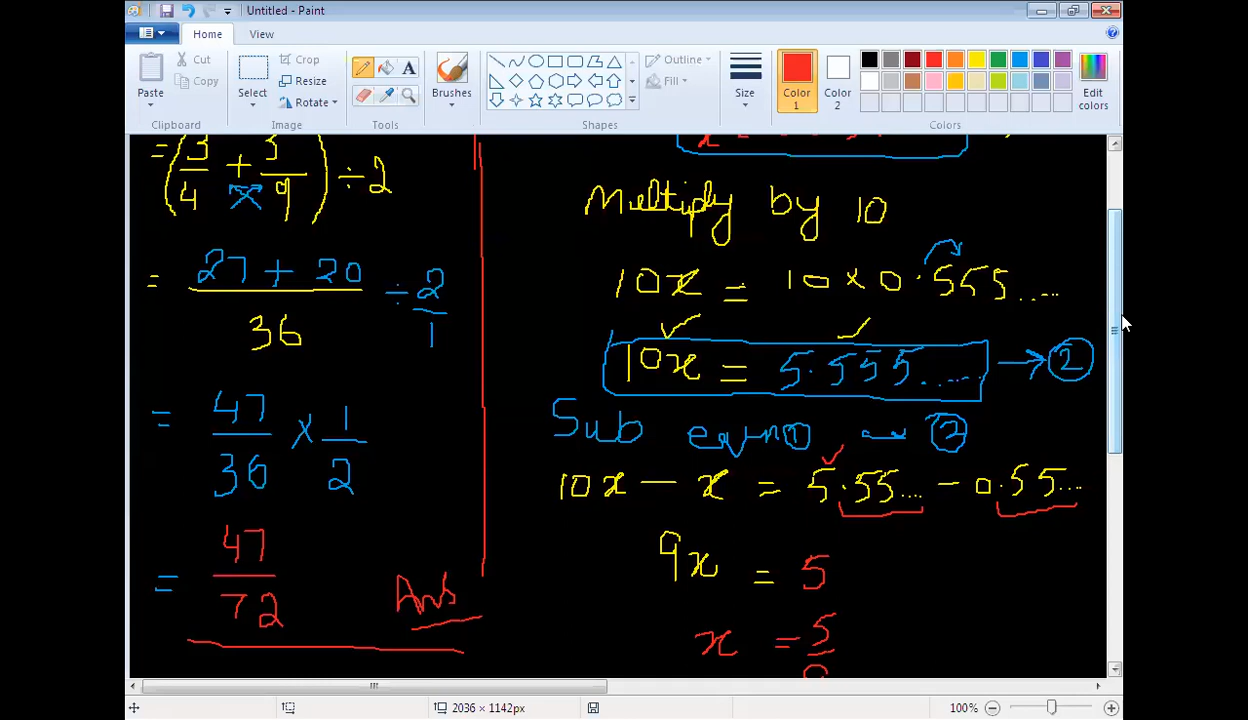 Untitled - Paint
Home View
Paste
Cut
Copy
Clipboard
Select
Crop
Resize
Rotate
Image
A
Tools
Brushes
Shapes
Outline
Fill
Size
Color 1
Color 2
Edit colors
Colors
= (3/4 + 5/9) ÷ 2
= 27 + 20 / 36 ÷ 2/1
= 47/36 × 1/2
= 47/72 Ans
Multiply by 10
10x = 10 × 0.555....
10x = 5.555..... → 2
Sub eqn 1 → 2
10x - x = 5.55... - 0.55...
9x = 5
x = 5/9
2036 × 1142px
100%